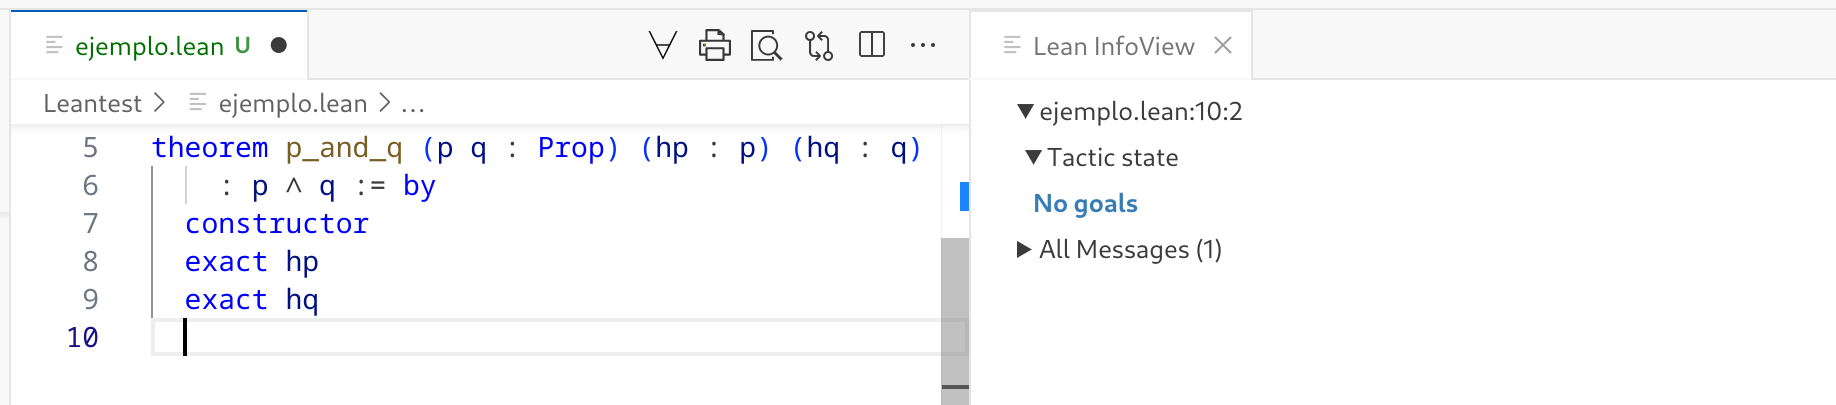 ejemplo.lean U
Lean InfoView
Leantest > ejemplo.lean > ...
5 theorem p_and_q (p q : Prop) (hp : p) (hq : q)
6 : p ∧ q := by
7 constructor
8 exact hp
9 exact hq
10
ejemplo.lean:10:2
Tactic state
No goals
All Messages (1)